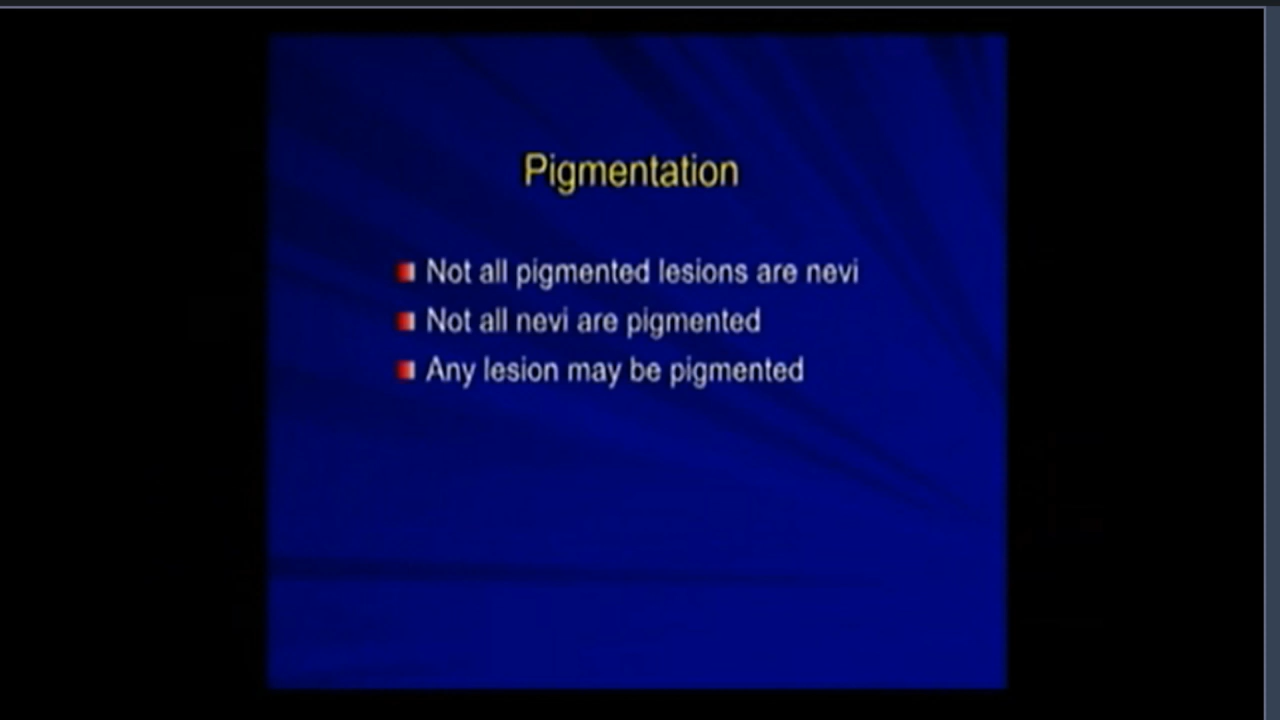 Pigmentation
Not all pigmented lesions are nevi
Not all nevi are pigmented
Any lesion may be pigmented